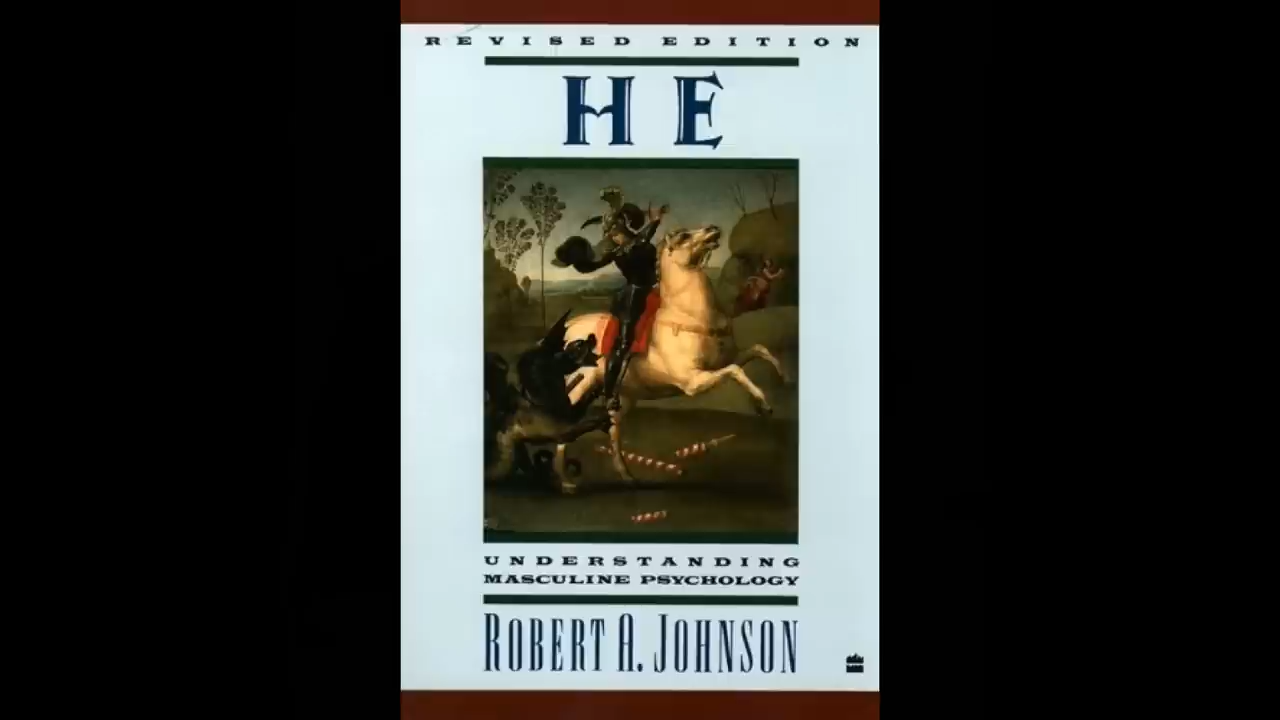 REVISED EDITION
HE
UNDERSTANDING
MASCULINE PSYCHOLOGY
ROBERT A. JOHNSON